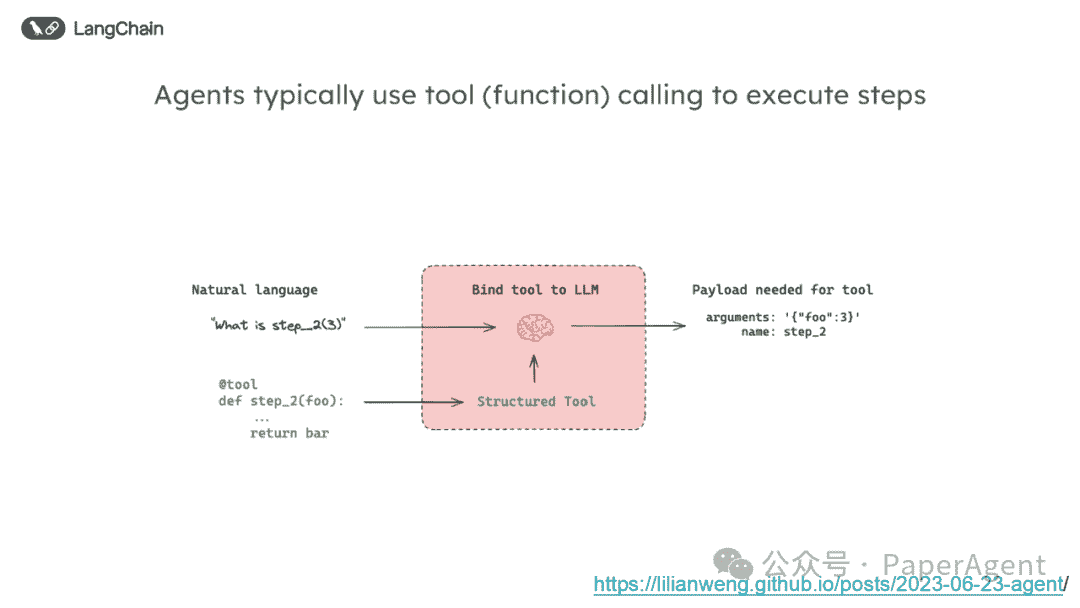 LangChain
Agents typically use tool (function) calling to execute steps
Natural language
"What is step_2(3)"
@tool
def step_2(foo):
...
return bar
Bind tool to LLM
Structured Tool
Payload needed for tool
arguments: '{"foo":3}'
name: step_2
公众号 · PaperAgent
https://lilianweng.github.io/posts/2023-06-23-agent/